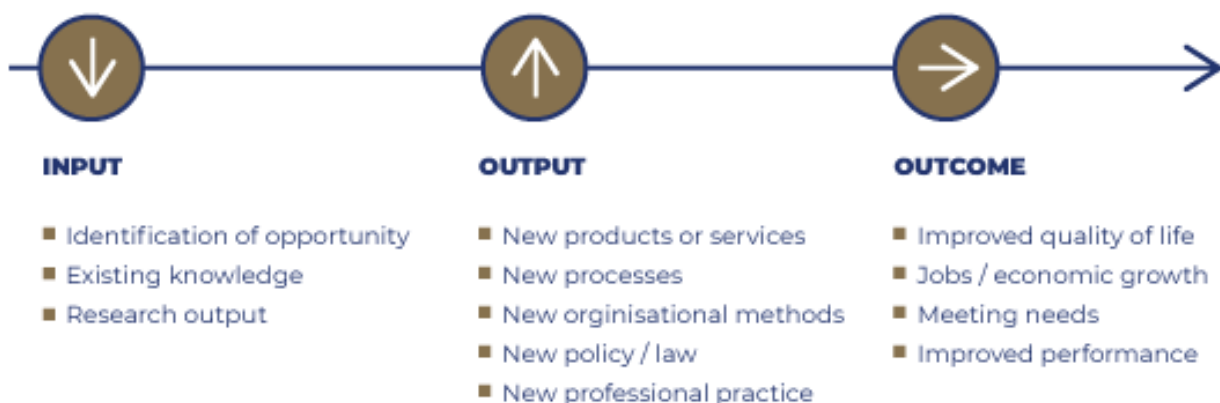 INPUT
Identification of opportunity
Existing knowledge
Research output
OUTPUT
New products or services
New processes
New orginisational methods
New policy / law
New professional practice
OUTCOME
Improved quality of life
Jobs / economic growth
Meeting needs
Improved performance